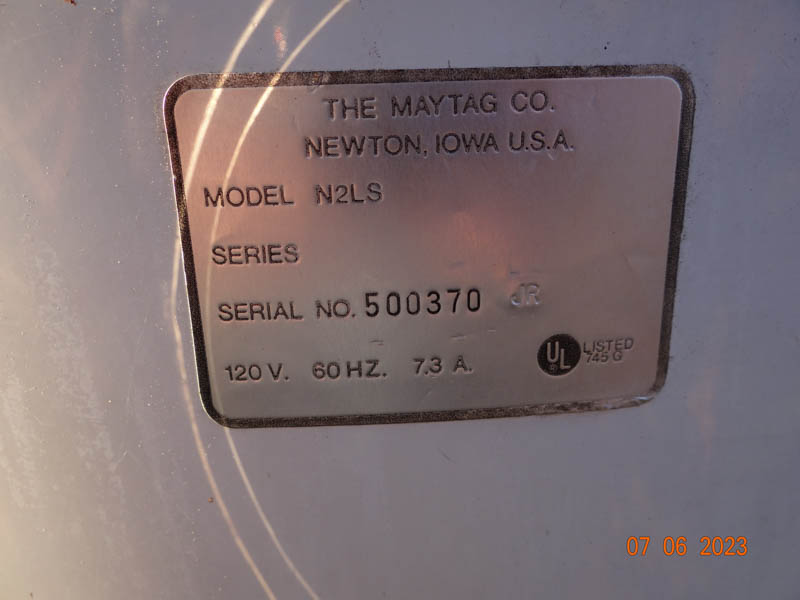 THE MAYTAG CO.
NEWTON, IOWA U.S.A.
MODEL N2LS
SERIES
SERIAL NO. 500370 JR
120 V. 60 HZ. 7.3 A.
UL ® LISTED
745 G
07 06 2023